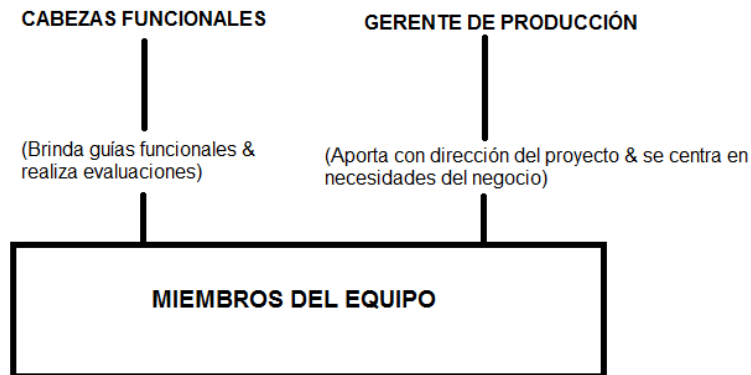 CABEZAS FUNCIONALES
GERENTE DE PRODUCCIÓN
(Brinda guías funcionales &
realiza evaluaciones)
(Aporta con dirección del proyecto & se centra en
necesidades del negocio)
MIEMBROS DEL EQUIPO